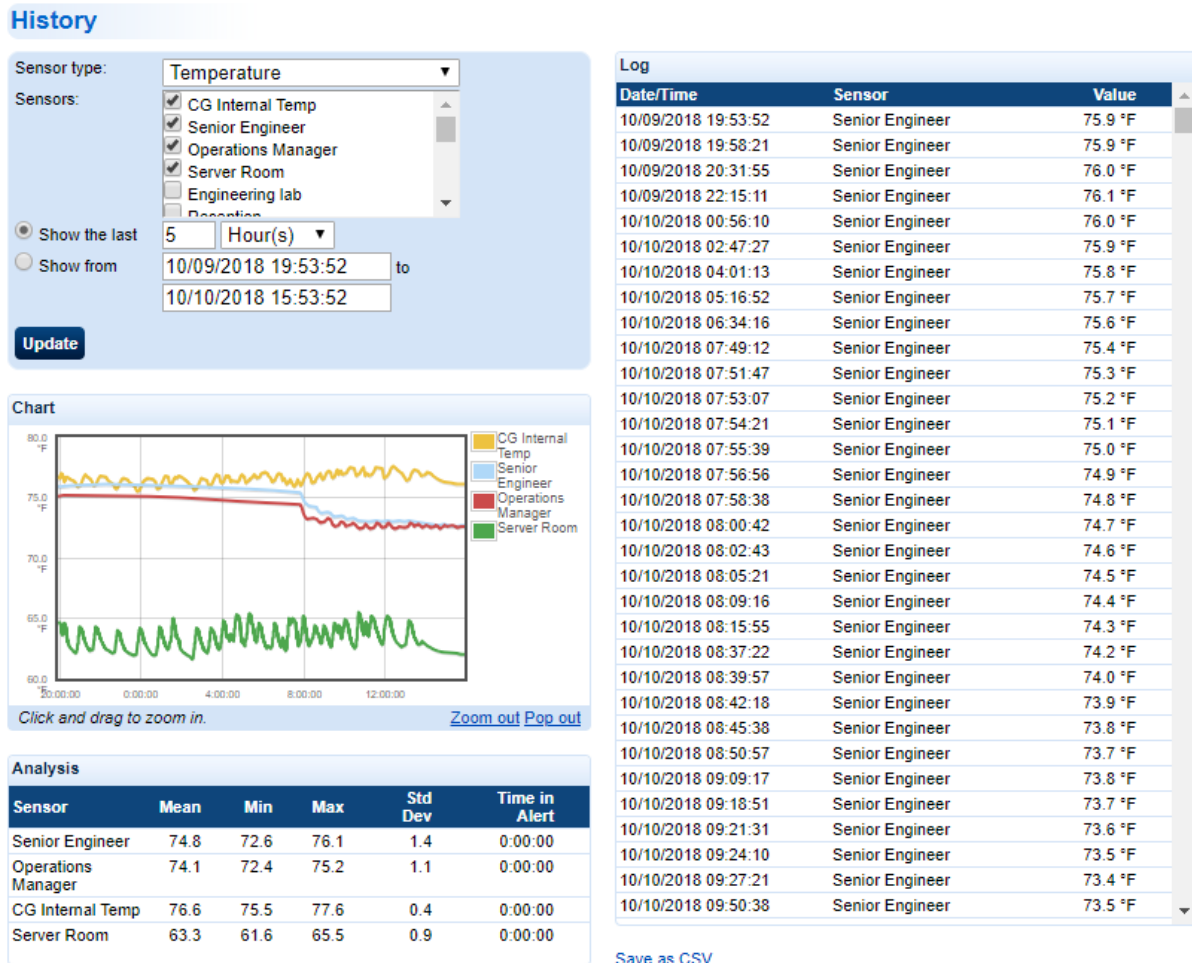 History
Sensor type:
Temperature
Sensors:
CG Internal Temp
Senior Engineer
Operations Manager
Server Room
Engineering lab
Reception
Show the last 5 Hour(s)
Show from 10/09/2018 19:53:52 to
10/10/2018 15:53:52
Update
Chart
80.0
°F
75.0
°F
70.0
°F
65.0
°F
60.0
°F
20:00:00 0:00:00 4:00:00 8:00:00 12:00:00
CG Internal
Temp
Senior
Engineer
Operations
Manager
Server Room
Click and drag to zoom in. Zoom out Pop out
Analysis
Sensor Mean Min Max Std Dev Time in Alert
Senior Engineer 74.8 72.6 76.1 1.4 0:00:00
Operations Manager 74.1 72.4 75.2 1.1 0:00:00
CG Internal Temp 76.6 75.5 77.6 0.4 0:00:00
Server Room 63.3 61.6 65.5 0.9 0:00:00
Log
Date/Time Sensor Value
10/09/2018 19:53:52 Senior Engineer 75.9 °F
10/09/2018 19:58:21 Senior Engineer 75.9 °F
10/09/2018 20:31:55 Senior Engineer 76.0 °F
10/09/2018 22:15:11 Senior Engineer 76.1 °F
10/10/2018 00:56:10 Senior Engineer 76.0 °F
10/10/2018 02:47:27 Senior Engineer 75.9 °F
10/10/2018 04:01:13 Senior Engineer 75.8 °F
10/10/2018 05:16:52 Senior Engineer 75.7 °F
10/10/2018 06:34:16 Senior Engineer 75.6 °F
10/10/2018 07:49:12 Senior Engineer 75.4 °F
10/10/2018 07:51:47 Senior Engineer 75.3 °F
10/10/2018 07:53:07 Senior Engineer 75.2 °F
10/10/2018 07:54:21 Senior Engineer 75.1 °F
10/10/2018 07:55:39 Senior Engineer 75.0 °F
10/10/2018 07:56:56 Senior Engineer 74.9 °F
10/10/2018 07:58:38 Senior Engineer 74.8 °F
10/10/2018 08:00:42 Senior Engineer 74.7 °F
10/10/2018 08:02:43 Senior Engineer 74.6 °F
10/10/2018 08:05:21 Senior Engineer 74.5 °F
10/10/2018 08:09:16 Senior Engineer 74.4 °F
10/10/2018 08:15:55 Senior Engineer 74.3 °F
10/10/2018 08:37:22 Senior Engineer 74.2 °F
10/10/2018 08:39:57 Senior Engineer 74.0 °F
10/10/2018 08:42:18 Senior Engineer 73.9 °F
10/10/2018 08:45:38 Senior Engineer 73.8 °F
10/10/2018 08:50:57 Senior Engineer 73.7 °F
10/10/2018 09:09:17 Senior Engineer 73.8 °F
10/10/2018 09:18:51 Senior Engineer 73.7 °F
10/10/2018 09:21:31 Senior Engineer 73.6 °F
10/10/2018 09:24:10 Senior Engineer 73.5 °F
10/10/2018 09:27:21 Senior Engineer 73.4 °F
10/10/2018 09:50:38 Senior Engineer 73.5 °F
Save as CSV